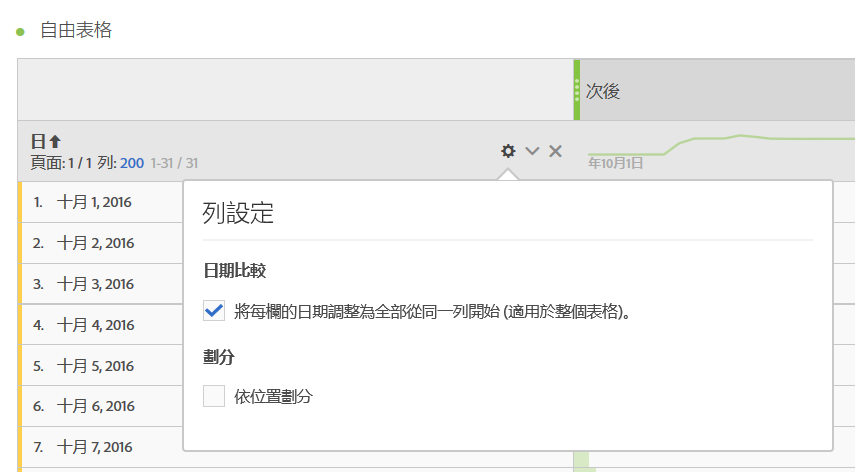 自由表格
次後
日
頁面: 1 / 1 列: 200 1-31 / 31
年10月1日
1. 十月 1, 2016
2. 十月 2, 2016
3. 十月 3, 2016
4. 十月 4, 2016
5. 十月 5, 2016
6. 十月 6, 2016
7. 十月 7, 2016
列設定
日期比較
將每欄的日期調整為全部從同一列開始 (適用於整個表格)。
劃分
依位置劃分